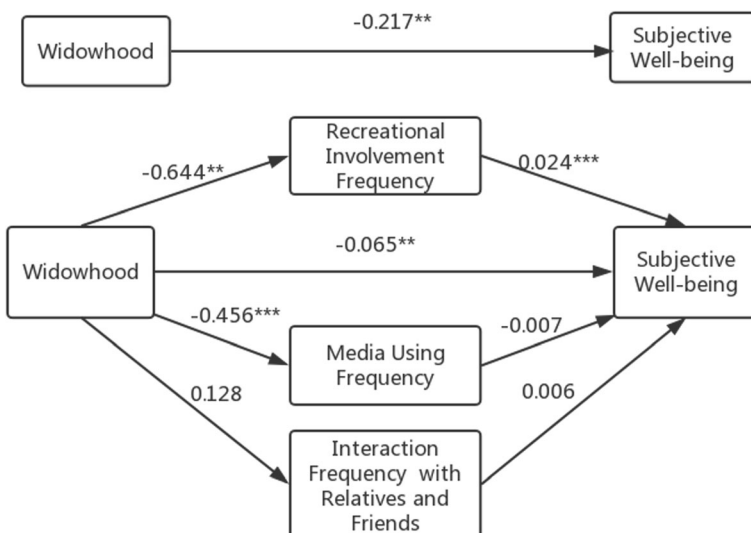 -0.217**
Widowhood
Subjective
Well-being
Recreational
Involvement
Frequency
-0.644**
0.024***
Widowhood
-0.065**
Subjective
Well-being
-0.456***
Media Using
Frequency
-0.007
0.128
0.006
Interaction
Frequency with
Relatives and
Friends